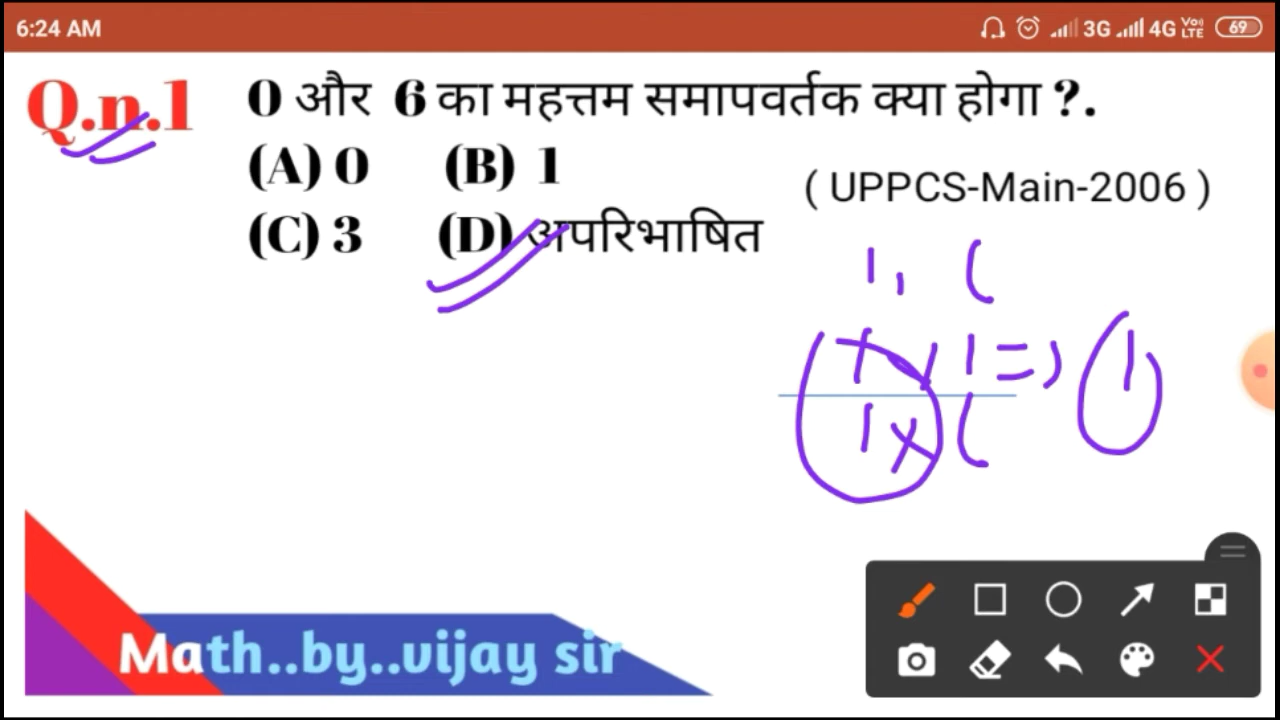 6:24 AM 3G 4G VoLTE 69
Q.n.1 0 और 6 का महत्तम समापवर्तक क्या होगा ?.
(A) 0 (B) 1
( UPPCS-Main-2006 )
(C) 3 (D) अपरिभाषित
Math..by..vijay sir